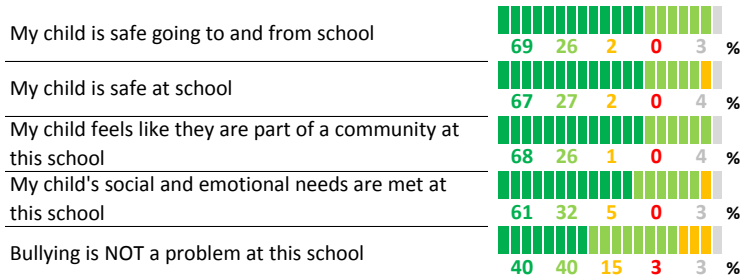 My child is safe going to and from school
69 26 2 0 3 %
My child is safe at school
67 27 2 0 4 %
My child feels like they are part of a community at
this school
68 26 1 0 4 %
My child's social and emotional needs are met at
this school
61 32 5 0 3 %
Bullying is NOT a problem at this school
40 40 15 3 3 %